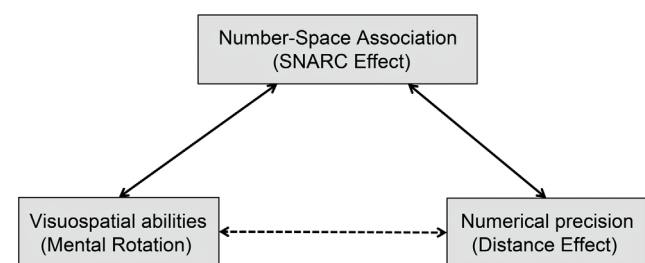 Number-Space Association
(SNARC Effect)
Visuospatial abilities
(Mental Rotation)
Numerical precision
(Distance Effect)